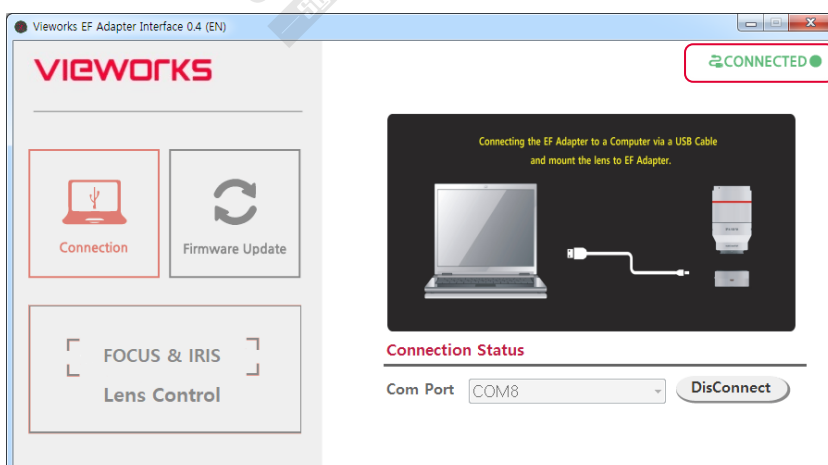 Vieworks EF Adapter Interface 0.4 (EN)
VIEWORKS
CONNECTED
Connecting the EF Adapter to a Computer via a USB Cable
and mount the lens to EF Adapter.
Connection
Firmware Update
FOCUS & IRIS
Lens Control
Connection Status
Com Port
COM8
DisConnect